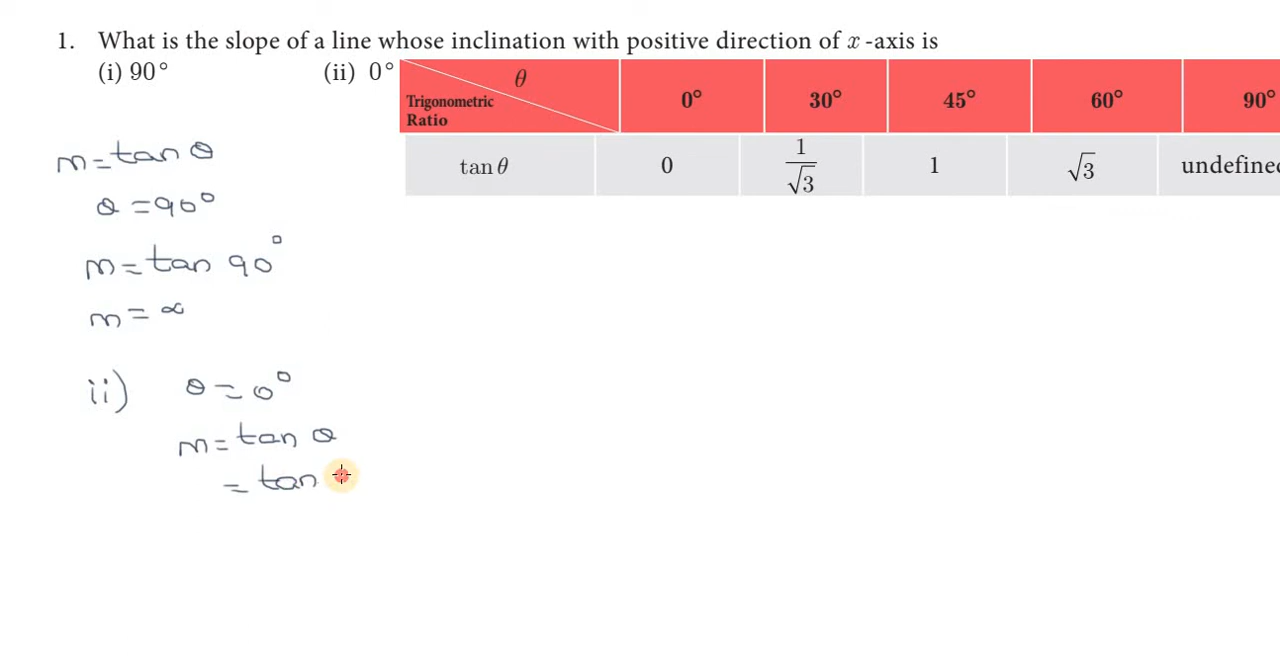 1. What is the slope of a line whose inclination with positive direction of x -axis is
(i) 90° (ii) 0°
θ
Trigonometric
Ratio
0° 30° 45° 60° 90°
tan θ 0 1/√3 1 √3 undefined
m = tan θ
θ = 90°
m = tan 90°
m = ∝
ii) θ = 0°
m = tan θ
= tan